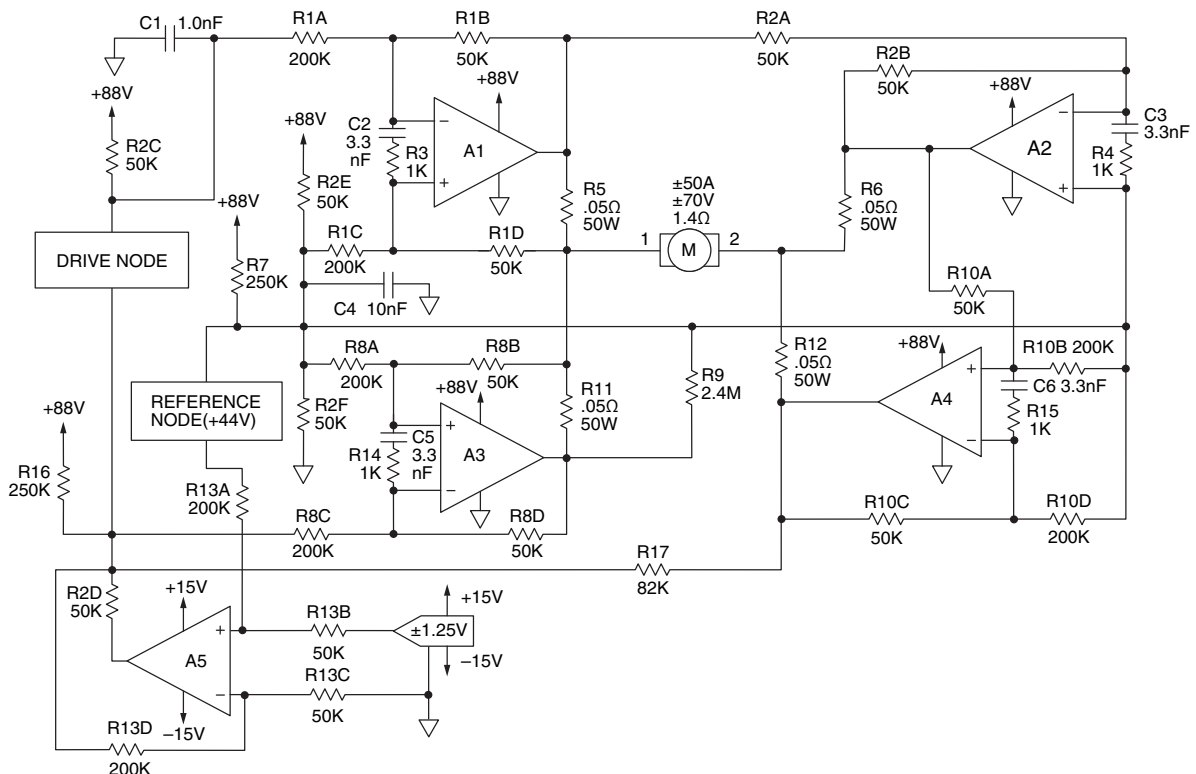 C1 1.0nF
R1A
200K
R1B
50K
R2A
50K
R2B
50K
+88V
R2C
50K
+88V
R2E
50K
C2
3.3
nF
R3
1K
+88V
−
A1
+
R5
.05Ω
50W
±50A
±70V
1.4Ω
1
M
2
R6
.05Ω
50W
+88V
−
A2
+
C3
3.3nF
R4
1K
DRIVE NODE
+88V
R7
250K
R1C
200K
R1D
50K
C4 10nF
R10A
50K
R8A
200K
R8B
50K
R9
2.4M
R12
.05Ω
50W
+88V
+
A4
−
R10B 200K
C6 3.3nF
R15
1K
REFERENCE
NODE(+44V)
R2F
50K
+88V
+
A3
−
C5
3.3
nF
R14
1K
R11
.05Ω
50W
+88V
R16
250K
R13A
200K
R8C
200K
R8D
50K
R10C
50K
R10D
200K
R17
82K
R2D
50K
+15V
+
A5
−
−15V
R13B
50K
R13C
50K
+15V
±1.25V
−15V
R13D
200K